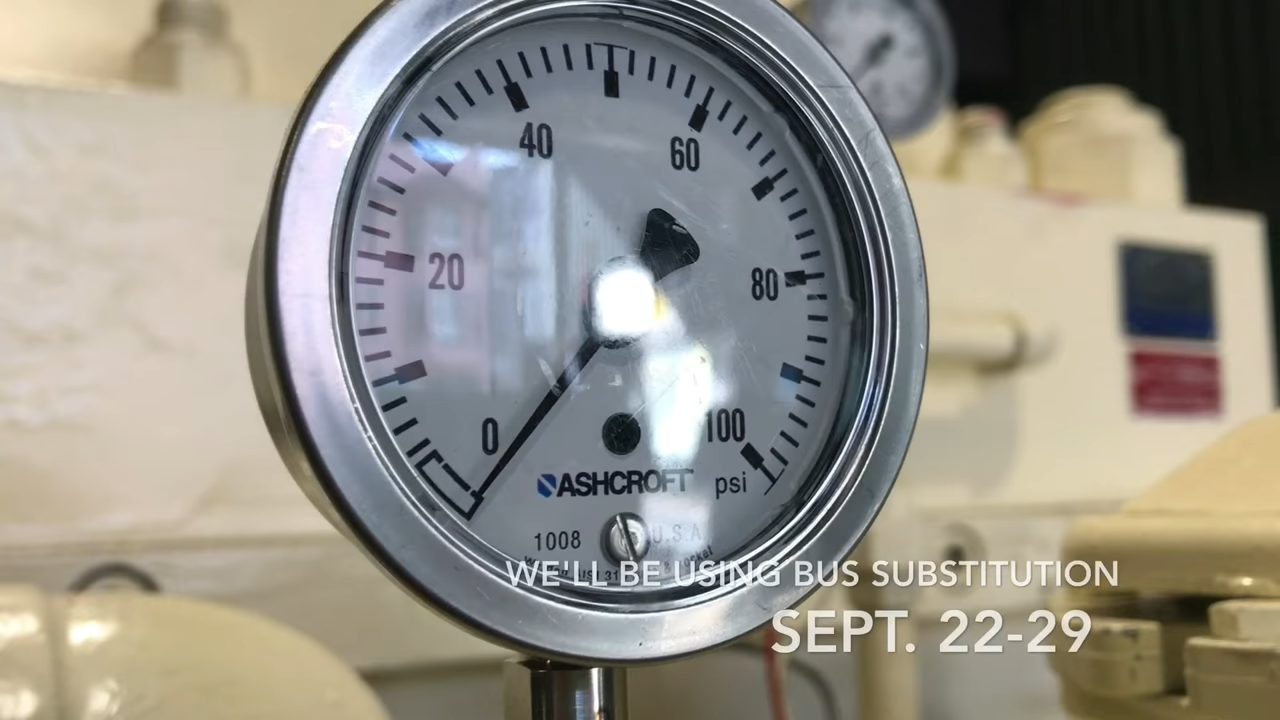 40
60
20
80
0
100
ASHCROFT psi
1008 U.S.A
WE'LL BE USING BUS SUBSTITUTION
SEPT. 22-29